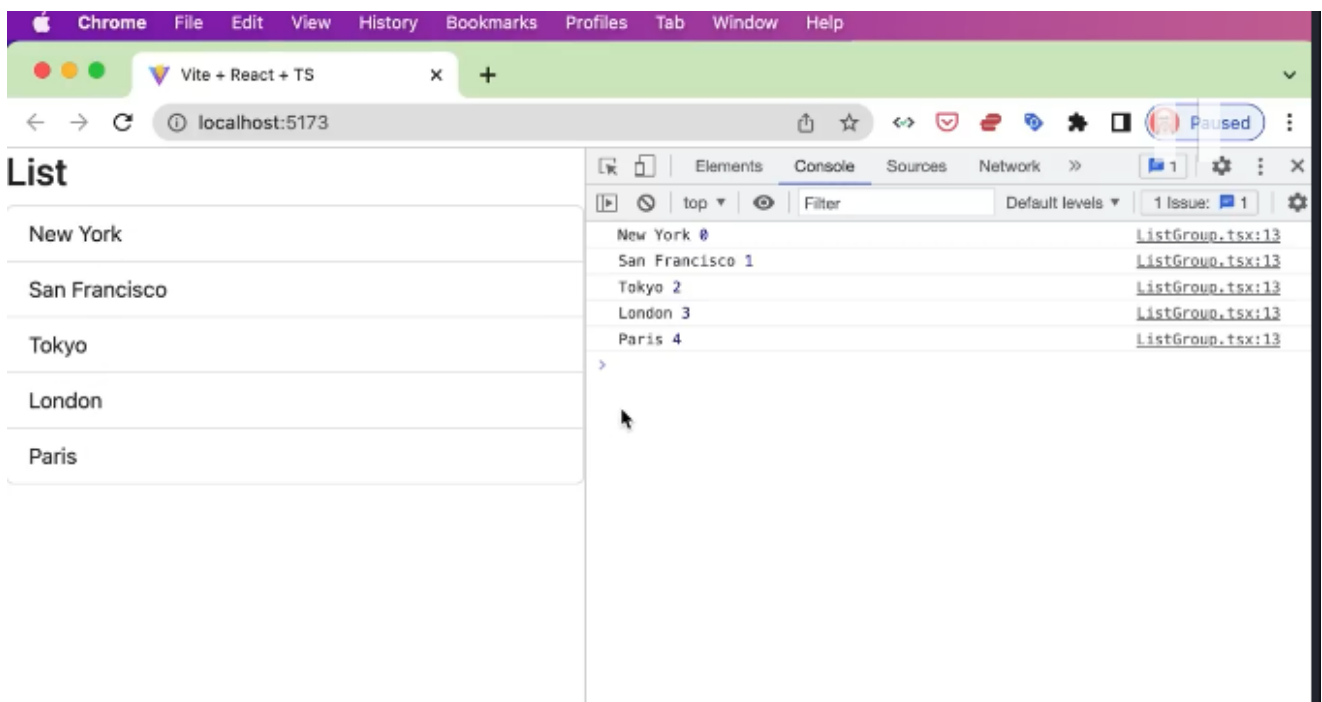 Chrome File Edit View History Bookmarks Profiles Tab Window Help
Vite + React + TS
localhost:5173
Paused
List
New York
San Francisco
Tokyo
London
Paris
Elements Console Sources Network 1
top Filter Default levels 1 Issue: 1
New York 0 ListGroup.tsx:13
San Francisco 1 ListGroup.tsx:13
Tokyo 2 ListGroup.tsx:13
London 3 ListGroup.tsx:13
Paris 4 ListGroup.tsx:13